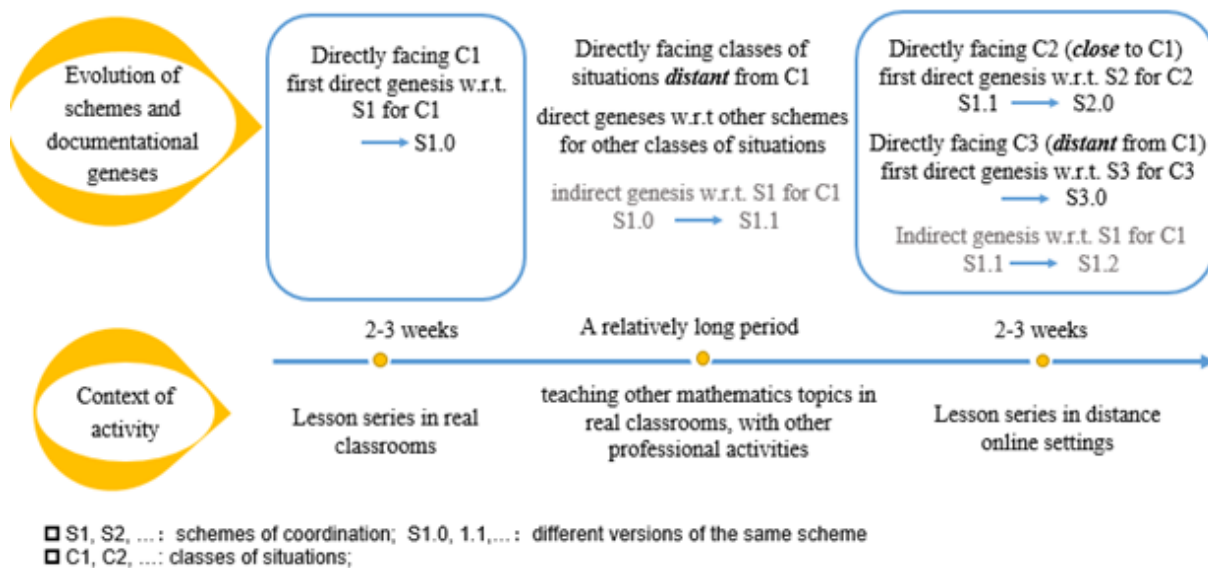 Evolution of
schemes and
documentational
geneses
Directly facing C1
first direct genesis w.r.t.
S1 for C1
S1.0
Directly facing classes of
situations distant from C1
direct geneses w.r.t other schemes
for other classes of situations
indirect genesis w.r.t. S1 for C1
S1.0 S1.1
Directly facing C2 (close to C1)
first direct genesis w.r.t. S2 for C2
S1.1 S2.0
Directly facing C3 (distant from C1)
first direct genesis w.r.t. S3 for C3
S3.0
Indirect genesis w.r.t. S1 for C1
S1.1 S1.2
2-3 weeks
A relatively long period
2-3 weeks
Context of
activity
Lesson series in real
classrooms
teaching other mathematics topics in
real classrooms, with other
professional activities
Lesson series in distance
online settings
S1, S2, …: schemes of coordination; S1.0, 1.1,…: different versions of the same scheme
C1, C2, …: classes of situations;